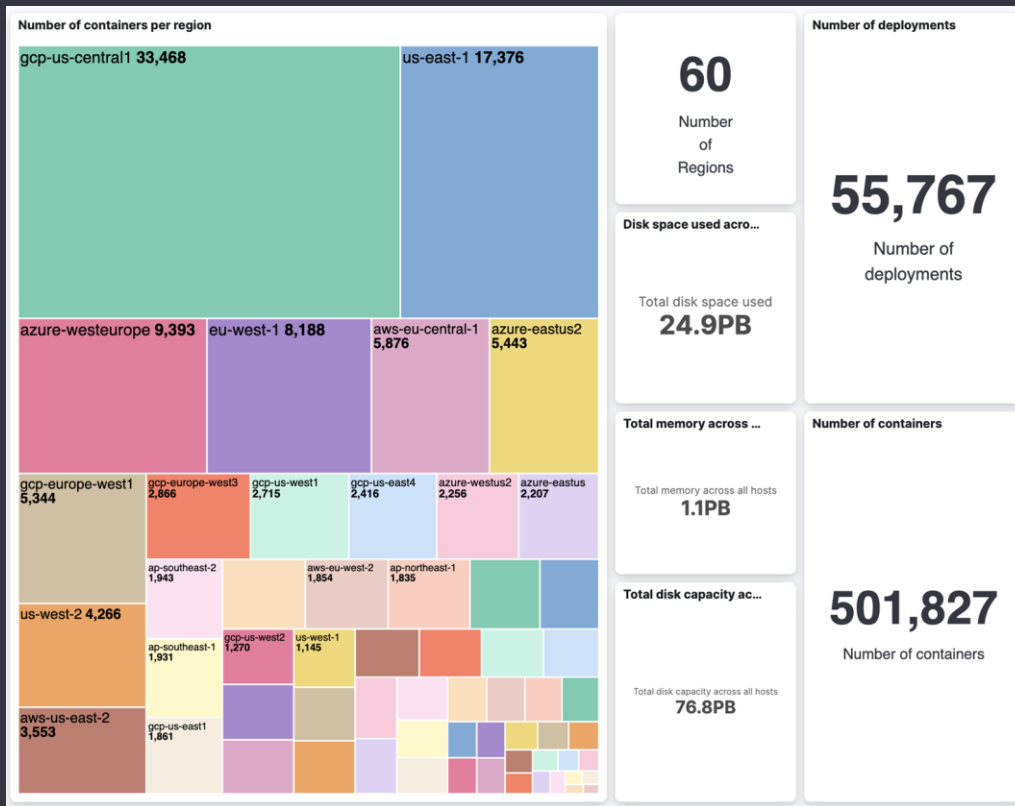 Number of containers per region
gcp-us-central1 33,468
us-east-1 17,376
azure-westeurope 9,393
eu-west-1 8,188
aws-eu-central-1
5,876
azure-eastus2
5,443
gcp-europe-west1
5,344
gcp-europe-west3
2,866
gcp-us-west1
2,715
gcp-us-east4
2,416
azure-westus2
2,256
azure-eastus
2,207
ap-southeast-2
1,943
aws-eu-west-2
1,854
ap-northeast-1
1,835
us-west-2 4,266
ap-southeast-1
1,931
gcp-us-west2
1,270
us-west-1
1,145
aws-us-east-2
3,553
gcp-us-east1
1,861
60
Number
of
Regions
Disk space used acro...
Total disk space used
24.9PB
Total memory across ...
Total memory across all hosts
1.1PB
Total disk capacity ac...
Total disk capacity across all hosts
76.8PB
Number of deployments
55,767
Number of
deployments
Number of containers
501,827
Number of containers